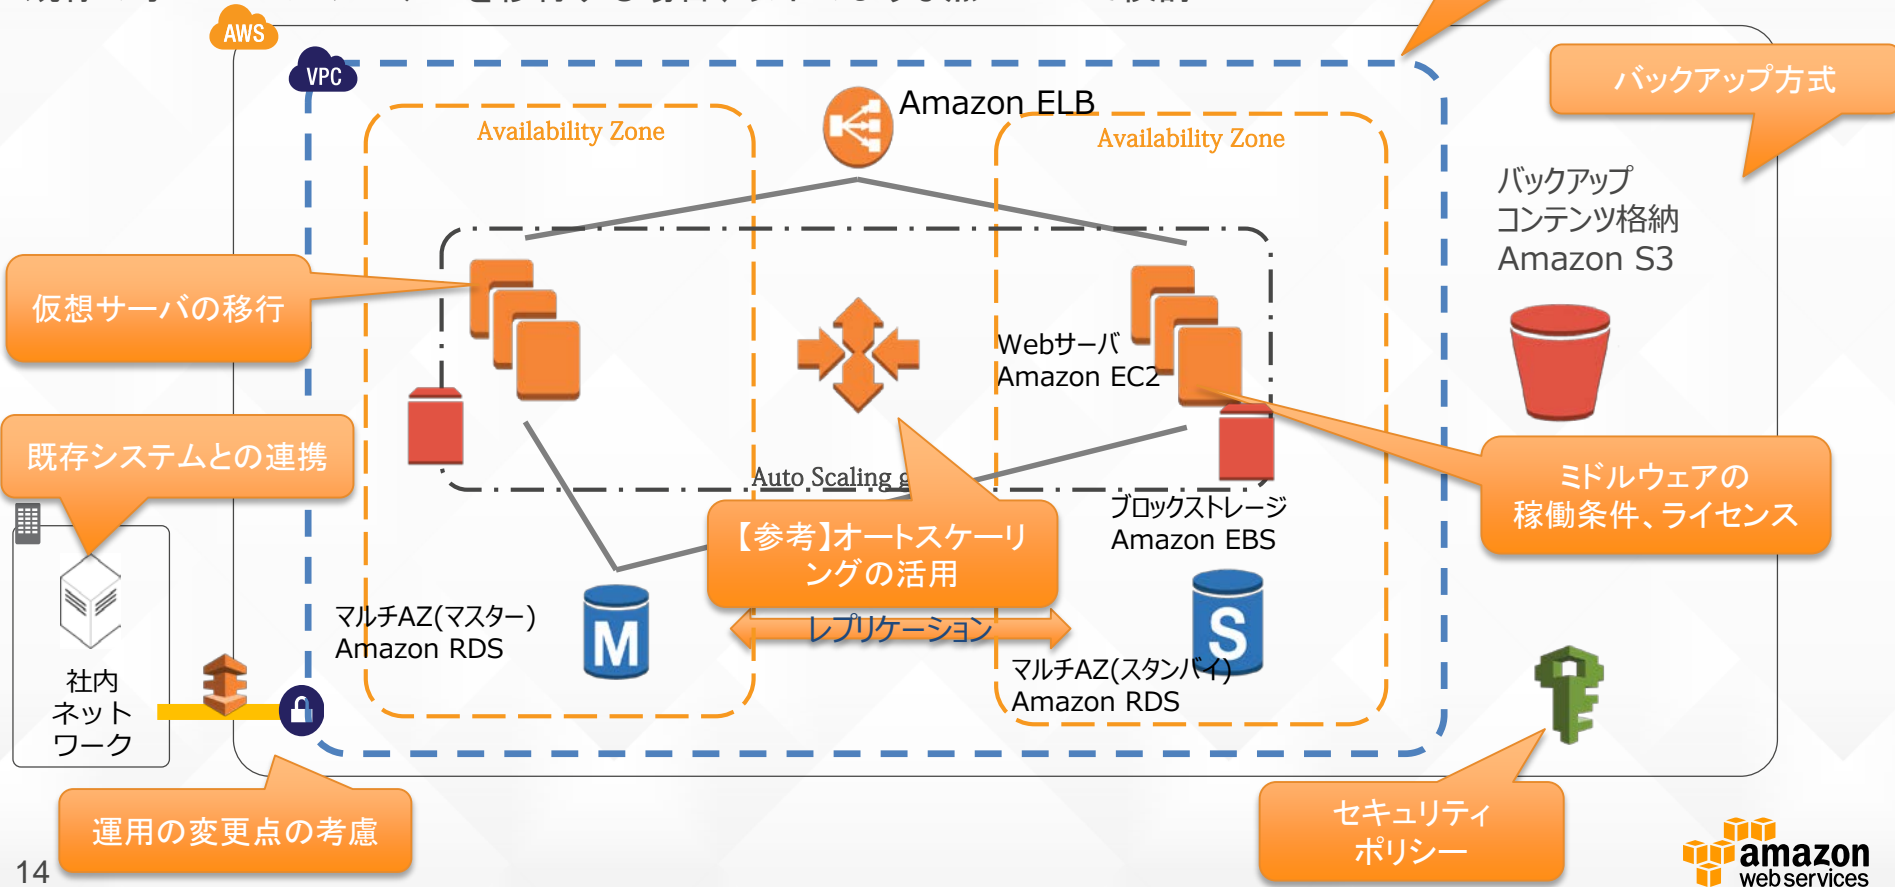 AWS
VPC
バックアップ方式
Amazon ELB
Availability Zone
Availability Zone
バックアップ
コンテンツ格納
Amazon S3
仮想サーバの移行
Webサーバ
Amazon EC2
既存システムとの連携
Auto Scaling g
ミドルウェアの
稼働条件、ライセンス
ブロックストレージ
Amazon EBS
【参考】オートスケーリ
ングの活用
マルチAZ(マスター)
Amazon RDS
M
レプリケーション
S
マルチAZ(スタンバイ)
Amazon RDS
社内
ネット
ワーク
運用の変更点の考慮
セキュリティ
ポリシー
14
amazon
web services